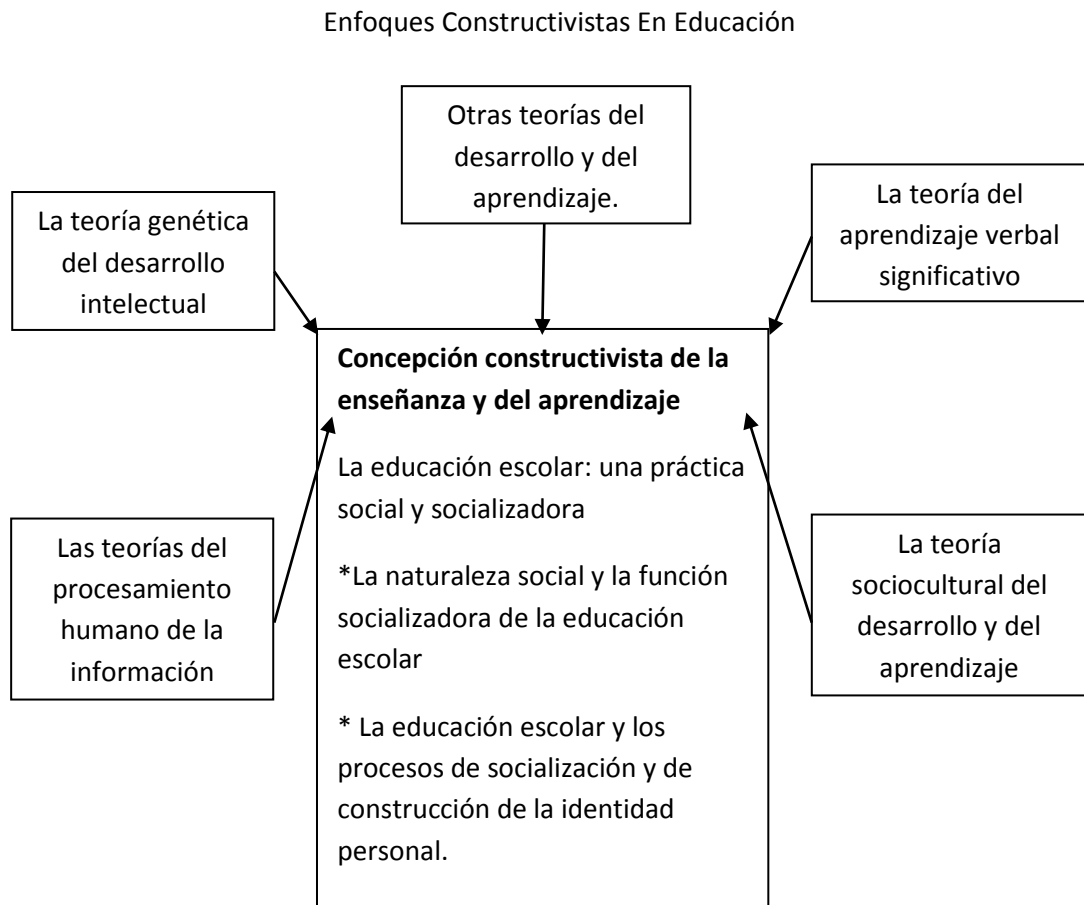 Enfoques Constructivistas En Educación
Otras teorías del
desarrollo y del
aprendizaje.
La teoría genética
del desarrollo
intelectual
La teoría del
aprendizaje verbal
significativo
Concepción constructivista de la
enseñanza y del aprendizaje
La educación escolar: una práctica
social y socializadora
*La naturaleza social y la función
socializadora de la educación
escolar
* La educación escolar y los
procesos de socialización y de
construcción de la identidad
personal.
Las teorías del
procesamiento
humano de la
información
La teoría
sociocultural del
desarrollo y del
aprendizaje